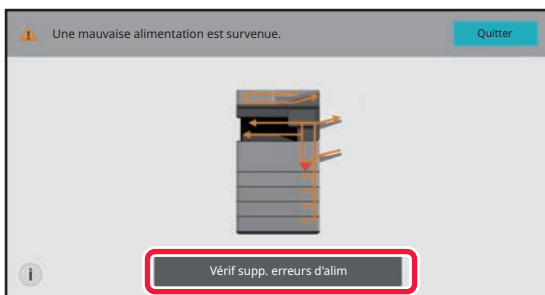 Une mauvaise alimentation est survenue.
Quitter
i
Vérif supp. erreurs d'alim